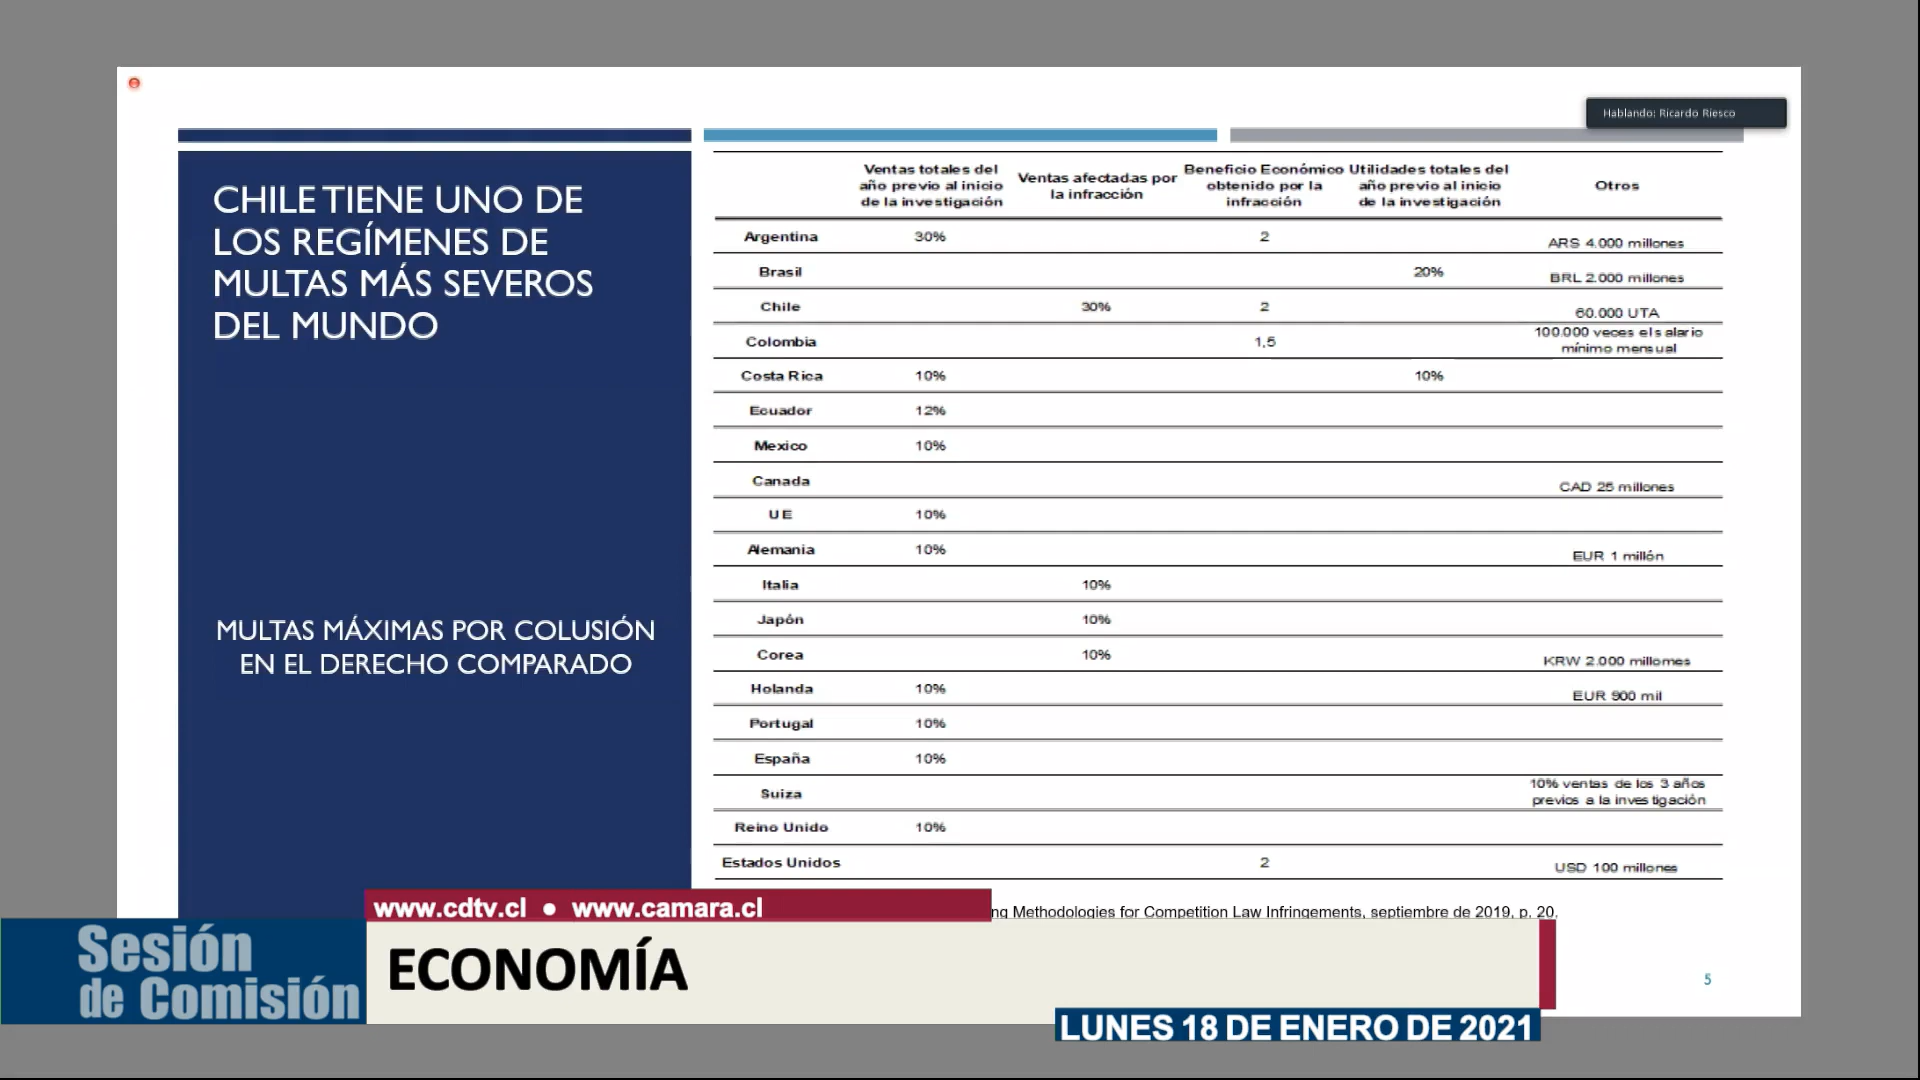 Hablando: Ricardo Riesco
CHILE TIENE UNO DE
LOS REGÍMENES DE
MULTAS MÁS SEVEROS
DEL MUNDO
MULTAS MÁXIMAS POR COLUSIÓN
EN EL DERECHO COMPARADO
Ventas totales del año previo al inicio de la investigación Ventas afectadas por la infracción Beneficio Económico obtenido por la infracción Utilidades totales del año previo al inicio de la investigación Otros
Argentina 30% 2 ARS 4.000 millones
Brasil 20% BRL 2.000 millones
Chile 30% 2 60.000 UTA
Colombia 1,5 100.000 veces el salario mínimo mensual
Costa Rica 10% 10%
Ecuador 12%
Mexico 10%
Canada CAD 25 millones
UE 10%
Alemania 10% EUR 1 millón
Italia 10%
Japón 10%
Corea 10% KRW 2.000 millomes
Holanda 10% EUR 900 mil
Portugal 10%
España 10%
Suiza 10% ventas de los 3 años previos a la investigación
Reino Unido 10%
Estados Unidos 2 USD 100 millones
Methodologies for Competition Law Infringements, septiembre de 2019, p. 20.
www.cdtv.cl ● www.camara.cl
Sesión
de Comisión
ECONOMÍA
5
LUNES 18 DE ENERO DE 2021